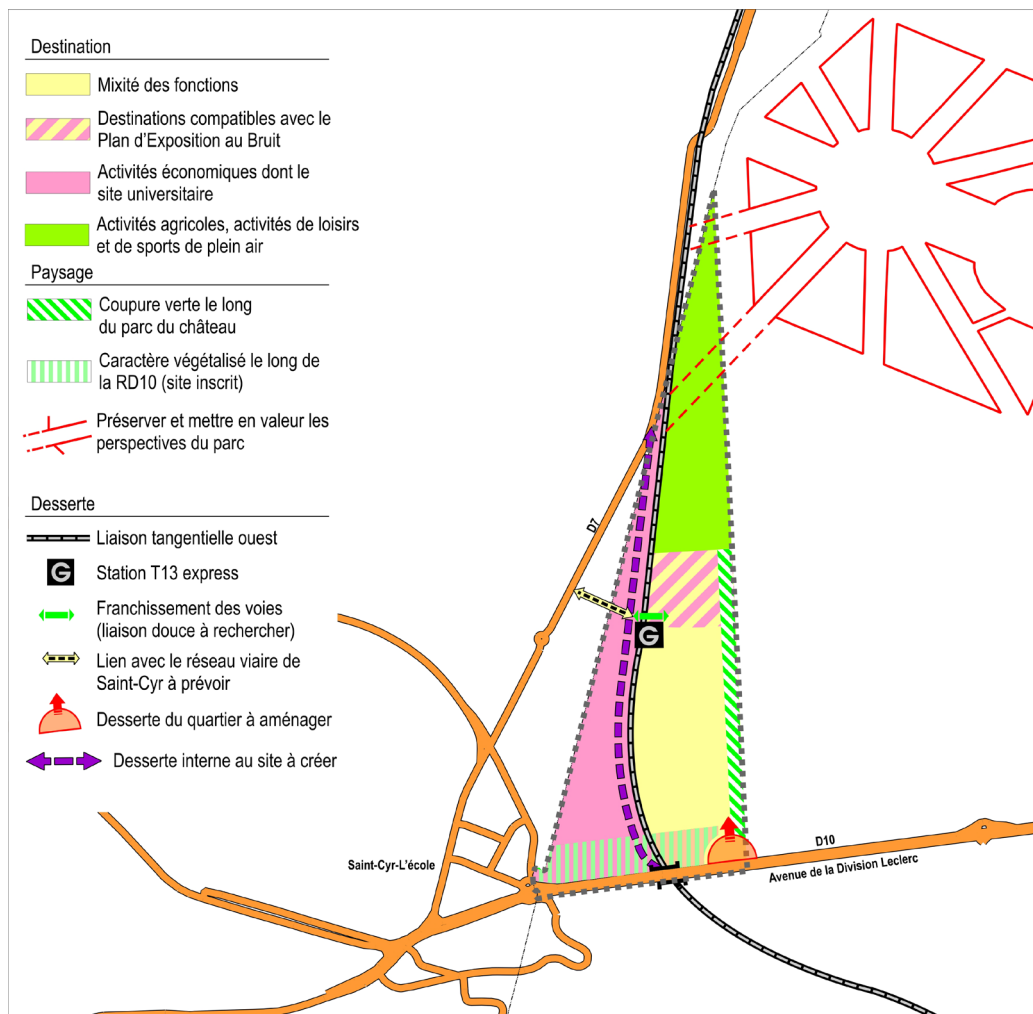 Destination
Mixité des fonctions
Destinations compatibles avec le
Plan d'Exposition au Bruit
Activités économiques dont le
site universitaire
Activités agricoles, activités de loisirs
et de sports de plein air
Paysage
Coupure verte le long
du parc du château
Caractère végétalisé le long de
la RD10 (site inscrit)
Préserver et mettre en valeur les
perspectives du parc
Desserte
Liaison tangentielle ouest
G
Station T13 express
Franchissement des voies
(liaison douce à rechercher)
Lien avec le réseau viaire de
Saint-Cyr à prévoir
Desserte du quartier à aménager
Desserte interne au site à créer
D7
G
Saint-Cyr-L'école
D10
Avenue de la Division Leclerc